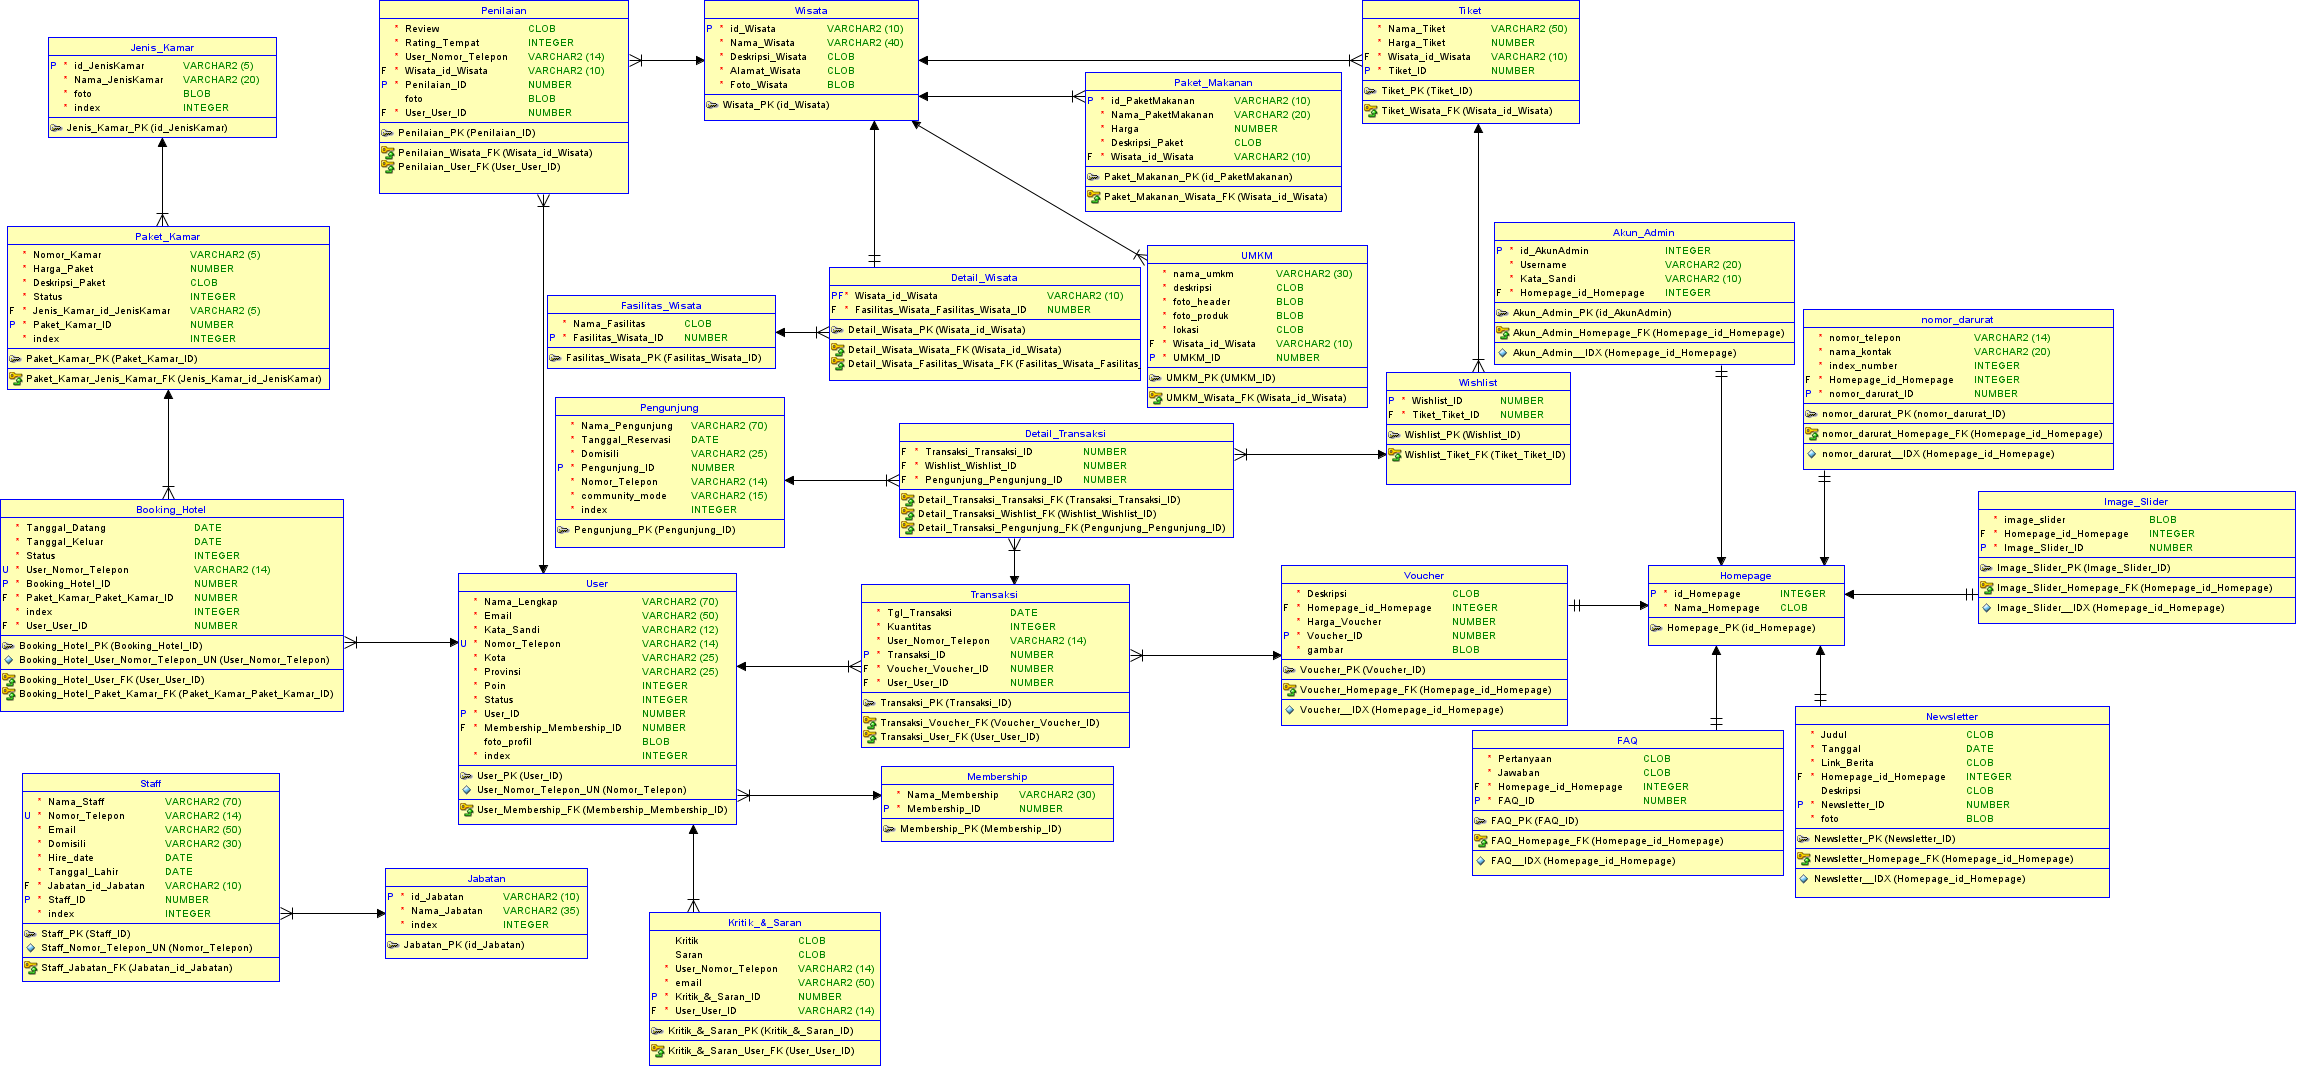 Jenis_Kamar
P * id_JenisKamar VARCHAR2 (5)
* Nama_JenisKamar VARCHAR2 (20)
* foto BLOB
* index INTEGER
Jenis_Kamar_PK (id_JenisKamar)
Penilaian
* Review CLOB
* Rating_Tempat INTEGER
* User_Nomor_Telepon VARCHAR2 (14)
F * Wisata_id_Wisata VARCHAR2 (10)
P * Penilaian_ID NUMBER
foto BLOB
F * User_User_ID NUMBER
Penilaian_PK (Penilaian_ID)
Penilaian_Wisata_FK (Wisata_id_Wisata)
Penilaian_User_FK (User_User_ID)
Wisata
P * id_Wisata VARCHAR2 (10)
* Nama_Wisata VARCHAR2 (40)
* Deskripsi_Wisata CLOB
* Alamat_Wisata CLOB
* Foto_Wisata BLOB
Wisata_PK (id_Wisata)
Tiket
* Nama_Tiket VARCHAR2 (50)
* Harga_Tiket NUMBER
F * Wisata_id_Wisata VARCHAR2 (10)
P * Tiket_ID NUMBER
Tiket_PK (Tiket_ID)
Tiket_Wisata_FK (Wisata_id_Wisata)
Paket_Makanan
P * id_PaketMakanan VARCHAR2 (10)
* Nama_PaketMakanan VARCHAR2 (20)
* Harga NUMBER
* Deskripsi_Paket CLOB
F * Wisata_id_Wisata VARCHAR2 (10)
Paket_Makanan_PK (id_PaketMakanan)
Paket_Makanan_Wisata_FK (Wisata_id_Wisata)
Paket_Kamar
* Nomor_Kamar VARCHAR2 (5)
* Harga_Paket NUMBER
* Deskripsi_Paket CLOB
* Status INTEGER
F * Jenis_Kamar_id_JenisKamar VARCHAR2 (5)
P * Paket_Kamar_ID NUMBER
* index INTEGER
Paket_Kamar_PK (Paket_Kamar_ID)
Paket_Kamar_Jenis_Kamar_FK (Jenis_Kamar_id_JenisKamar)
Fasilitas_Wisata
* Nama_Fasilitas CLOB
P * Fasilitas_Wisata_ID NUMBER
Fasilitas_Wisata_PK (Fasilitas_Wisata_ID)
Detail_Wisata
PF* Wisata_id_Wisata VARCHAR2 (10)
F * Fasilitas_Wisata_Fasilitas_Wisata_ID NUMBER
Detail_Wisata_PK (Wisata_id_Wisata)
Detail_Wisata_Wisata_FK (Wisata_id_Wisata)
Detail_Wisata_Fasilitas_Wisata_FK (Fasilitas_Wisata_Fasilitas_
UMKM
* nama_umkm VARCHAR2 (30)
* deskripsi CLOB
* foto_header BLOB
* foto_produk BLOB
* lokasi CLOB
F * Wisata_id_Wisata VARCHAR2 (10)
P * UMKM_ID NUMBER
UMKM_PK (UMKM_ID)
UMKM_Wisata_FK (Wisata_id_Wisata)
Akun_Admin
P * id_AkunAdmin INTEGER
* Username VARCHAR2 (20)
* Kata_Sandi VARCHAR2 (10)
F * Homepage_id_Homepage INTEGER
Akun_Admin_PK (id_AkunAdmin)
Akun_Admin_Homepage_FK (Homepage_id_Homepage)
Akun_Admin__IDX (Homepage_id_Homepage)
nomor_darurat
* nomor_telepon VARCHAR2 (14)
* nama_kontak VARCHAR2 (20)
* index_number INTEGER
F * Homepage_id_Homepage INTEGER
P * nomor_darurat_ID NUMBER
nomor_darurat_PK (nomor_darurat_ID)
nomor_darurat_Homepage_FK (Homepage_id_Homepage)
nomor_darurat__IDX (Homepage_id_Homepage)
Wishlist
P * Wishlist_ID NUMBER
F * Tiket_Tiket_ID NUMBER
Wishlist_PK (Wishlist_ID)
Wishlist_Tiket_FK (Tiket_Tiket_ID)
Pengunjung
* Nama_Pengunjung VARCHAR2 (70)
* Tanggal_Reservasi DATE
* Domisili VARCHAR2 (25)
P * Pengunjung_ID NUMBER
* Nomor_Telepon VARCHAR2 (14)
* community_mode VARCHAR2 (15)
* index INTEGER
Pengunjung_PK (Pengunjung_ID)
Detail_Transaksi
F * Transaksi_Transaksi_ID NUMBER
F * Wishlist_Wishlist_ID NUMBER
F * Pengunjung_Pengunjung_ID NUMBER
Detail_Transaksi_Transaksi_FK (Transaksi_Transaksi_ID)
Detail_Transaksi_Wishlist_FK (Wishlist_Wishlist_ID)
Detail_Transaksi_Pengunjung_FK (Pengunjung_Pengunjung_ID)
Booking_Hotel
* Tanggal_Datang DATE
* Tanggal_Keluar DATE
* Status INTEGER
U * User_Nomor_Telepon VARCHAR2 (14)
P * Booking_Hotel_ID NUMBER
F * Paket_Kamar_Paket_Kamar_ID NUMBER
* index INTEGER
F * User_User_ID NUMBER
Booking_Hotel_PK (Booking_Hotel_ID)
Booking_Hotel_User_Nomor_Telepon_UN (User_Nomor_Telepon)
Booking_Hotel_User_FK (User_User_ID)
Booking_Hotel_Paket_Kamar_FK (Paket_Kamar_Paket_Kamar_ID)
User
* Nama_Lengkap VARCHAR2 (70)
* Email VARCHAR2 (50)
* Kata_Sandi VARCHAR2 (12)
U * Nomor_Telepon VARCHAR2 (14)
* Kota VARCHAR2 (25)
* Provinsi VARCHAR2 (25)
* Poin INTEGER
* Status INTEGER
P * User_ID NUMBER
F * Membership_Membership_ID NUMBER
foto_profil BLOB
* index INTEGER
User_PK (User_ID)
User_Nomor_Telepon_UN (Nomor_Telepon)
User_Membership_FK (Membership_Membership_ID)
Transaksi
* Tgl_Transaksi DATE
* Kuantitas INTEGER
* User_Nomor_Telepon VARCHAR2 (14)
P * Transaksi_ID NUMBER
F * Voucher_Voucher_ID NUMBER
F * User_User_ID NUMBER
Transaksi_PK (Transaksi_ID)
Transaksi_Voucher_FK (Voucher_Voucher_ID)
Transaksi_User_FK (User_User_ID)
Voucher
* Deskripsi CLOB
F * Homepage_id_Homepage INTEGER
* Harga_Voucher NUMBER
P * Voucher_ID NUMBER
* gambar BLOB
Voucher_PK (Voucher_ID)
Voucher_Homepage_FK (Homepage_id_Homepage)
Voucher__IDX (Homepage_id_Homepage)
Homepage
P * id_Homepage INTEGER
* Nama_Homepage CLOB
Homepage_PK (id_Homepage)
Image_Slider
* image_slider BLOB
F * Homepage_id_Homepage INTEGER
P * Image_Slider_ID NUMBER
Image_Slider_PK (Image_Slider_ID)
Image_Slider_Homepage_FK (Homepage_id_Homepage)
Image_Slider__IDX (Homepage_id_Homepage)
Staff
* Nama_Staff VARCHAR2 (70)
U * Nomor_Telepon VARCHAR2 (14)
* Email VARCHAR2 (50)
* Domisili VARCHAR2 (30)
* Hire_date DATE
* Tanggal_Lahir DATE
F * Jabatan_id_Jabatan VARCHAR2 (10)
P * Staff_ID NUMBER
* index INTEGER
Staff_PK (Staff_ID)
Staff_Nomor_Telepon_UN (Nomor_Telepon)
Staff_Jabatan_FK (Jabatan_id_Jabatan)
Jabatan
P * id_Jabatan VARCHAR2 (10)
* Nama_Jabatan VARCHAR2 (35)
* index INTEGER
Jabatan_PK (id_Jabatan)
Membership
* Nama_Membership VARCHAR2 (30)
P * Membership_ID NUMBER
Membership_PK (Membership_ID)
Kritik_&_Saran
Kritik CLOB
Saran CLOB
* User_Nomor_Telepon VARCHAR2 (14)
* email VARCHAR2 (50)
P * Kritik_&_Saran_ID NUMBER
F * User_User_ID VARCHAR2 (14)
Kritik_&_Saran_PK (Kritik_&_Saran_ID)
Kritik_&_Saran_User_FK (User_User_ID)
FAQ
* Pertanyaan CLOB
* Jawaban CLOB
F * Homepage_id_Homepage INTEGER
P * FAQ_ID NUMBER
FAQ_PK (FAQ_ID)
FAQ_Homepage_FK (Homepage_id_Homepage)
FAQ__IDX (Homepage_id_Homepage)
Newsletter
* Judul CLOB
* Tanggal DATE
* Link_Berita CLOB
F * Homepage_id_Homepage INTEGER
Deskripsi CLOB
P * Newsletter_ID NUMBER
* foto BLOB
Newsletter_PK (Newsletter_ID)
Newsletter_Homepage_FK (Homepage_id_Homepage)
Newsletter__IDX (Homepage_id_Homepage)